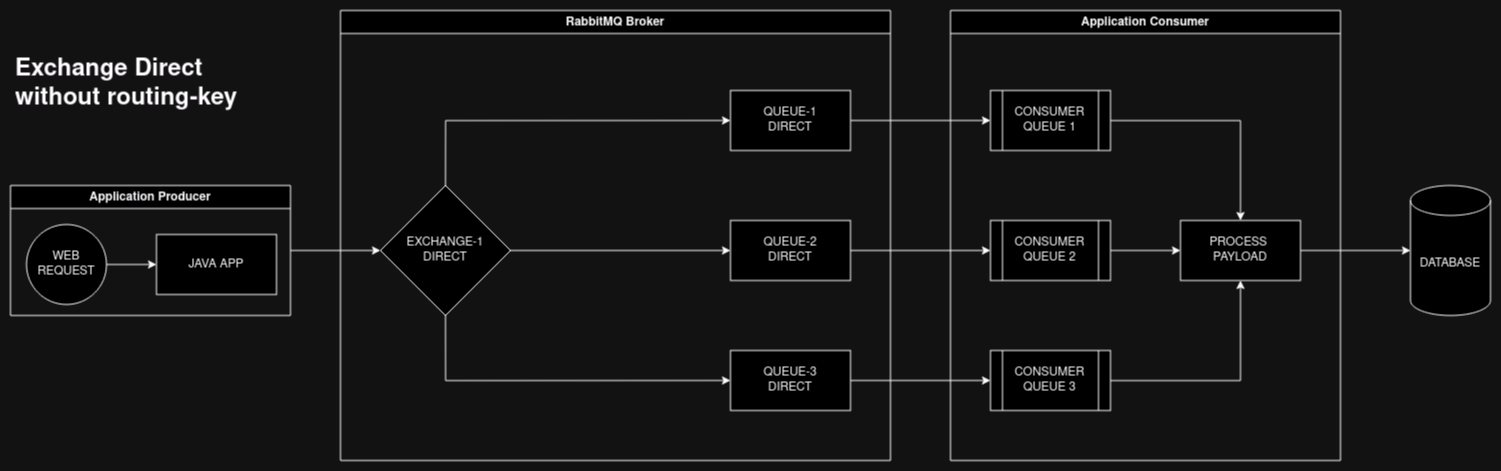 Exchange Direct
without routing-key
Application Producer
WEB
REQUEST
JAVA APP
RabbitMQ Broker
EXCHANGE-1
DIRECT
QUEUE-1
DIRECT
QUEUE-2
DIRECT
QUEUE-3
DIRECT
Application Consumer
CONSUMER
QUEUE 1
CONSUMER
QUEUE 2
CONSUMER
QUEUE 3
PROCESS
PAYLOAD
DATABASE